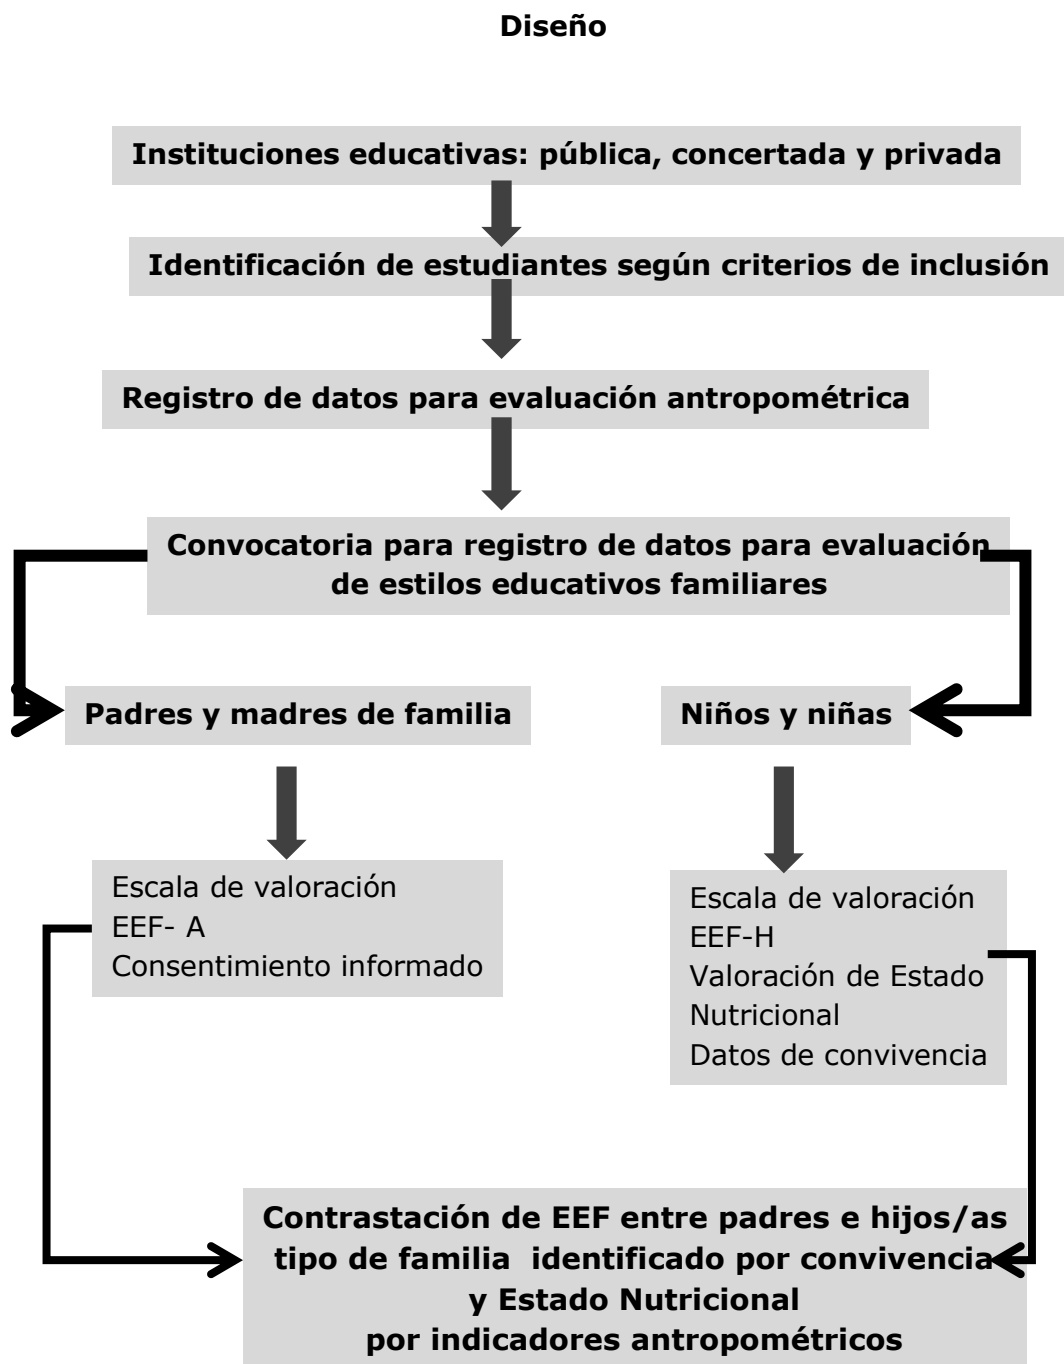 Diseño
Instituciones educativas: pública, concertada y privada
Identificación de estudiantes según criterios de inclusión
Registro de datos para evaluación antropométrica
Convocatoria para registro de datos para evaluación
de estilos educativos familiares
Padres y madres de familia
Niños y niñas
Escala de valoración
EEF- A
Consentimiento informado
Escala de valoración
EEF-H
Valoración de Estado
Nutricional
Datos de convivencia
Contrastación de EEF entre padres e hijos/as
tipo de familia  identificado por convivencia
y Estado Nutricional
por indicadores antropométricos